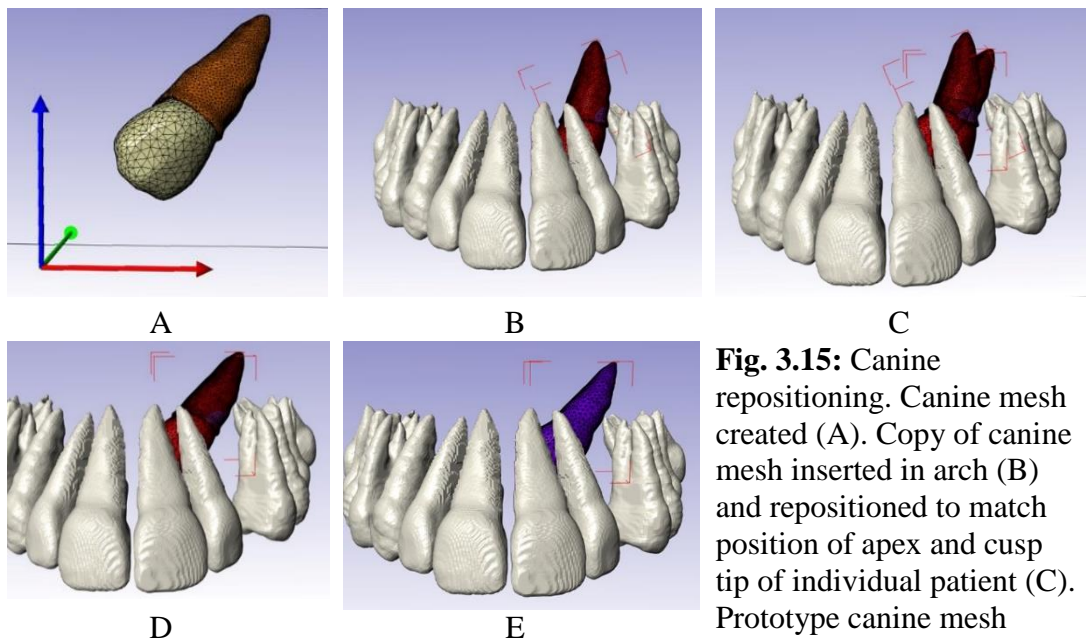 A
B
C
D
E
Fig. 3.15: Canine
repositioning. Canine mesh
created (A). Copy of canine
mesh inserted in arch (B)
and repositioned to match
position of apex and cusp
tip of individual patient (C).
Prototype canine mesh